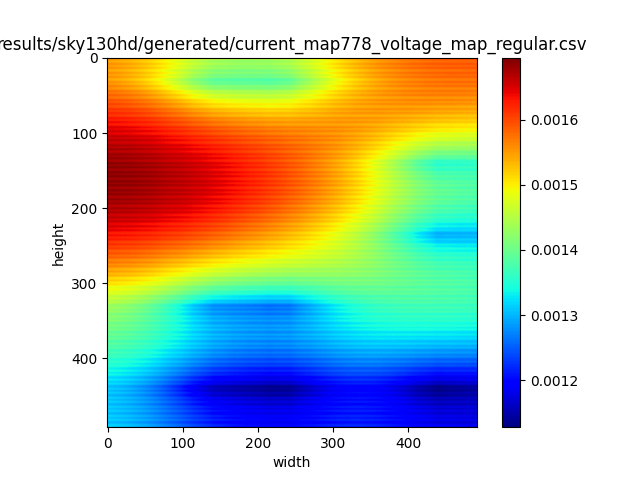 results/sky130hd/generated/current_map778_voltage_map_regular.csv
0
100
200
300
400
height
0 100 200 300 400
width
0.0016
0.0015
0.0014
0.0013
0.0012